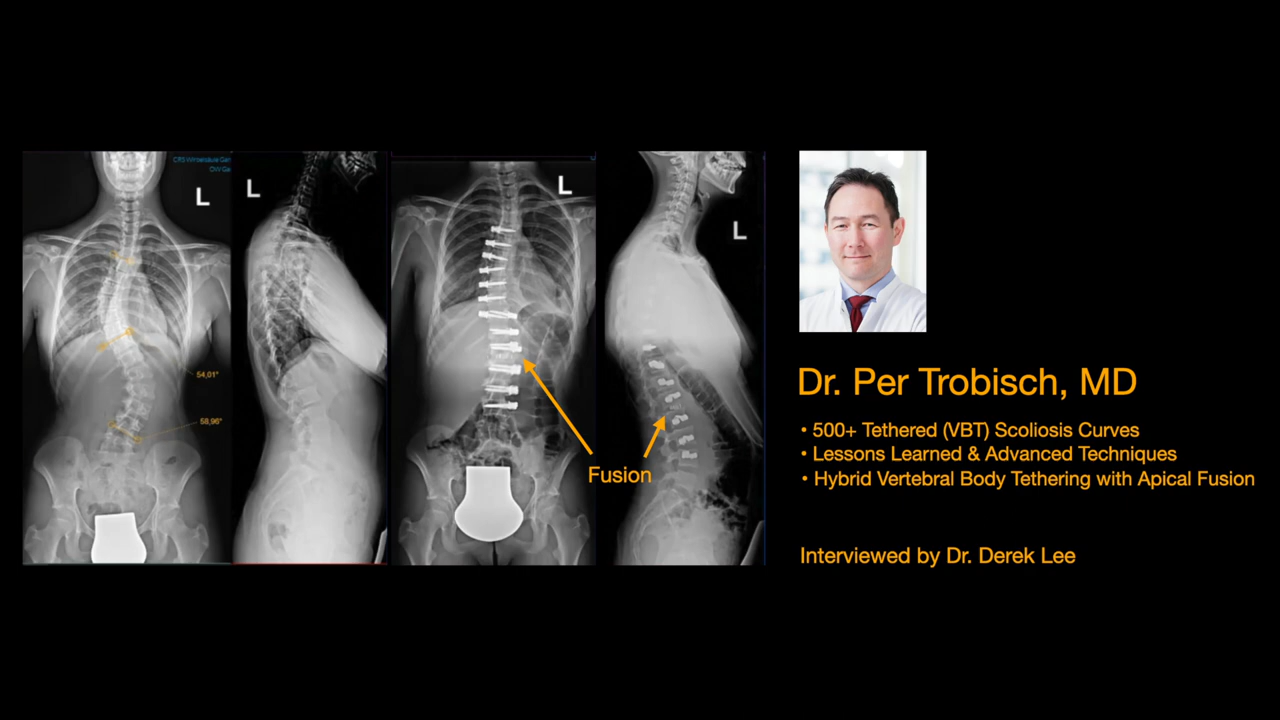 L
54,01°
58,96°
L
L
L
Fusion
Dr. Per Trobisch, MD
• 500+ Tethered (VBT) Scoliosis Curves
• Lessons Learned & Advanced Techniques
• Hybrid Vertebral Body Tethering with Apical Fusion
Interviewed by Dr. Derek Lee